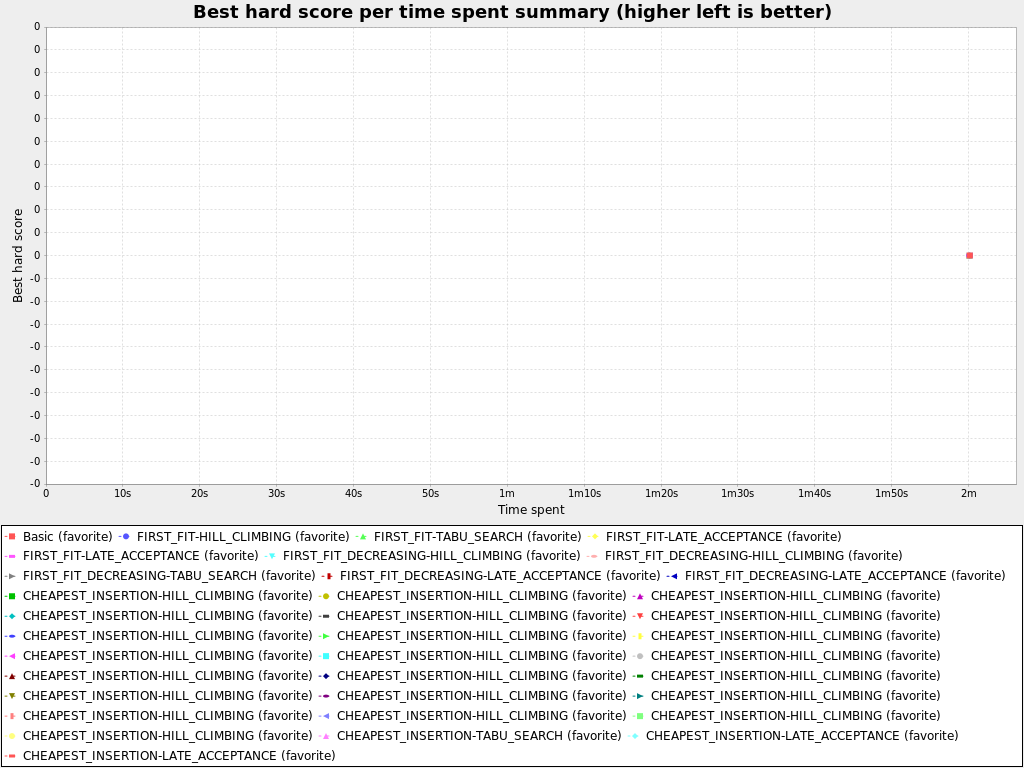 Best hard score per time spent summary (higher left is better)
Best hard score
0
0
0
0
0
0
0
0
0
0
0
-0
-0
-0
-0
-0
-0
-0
-0
-0
-0
0 10s 20s 30s 40s 50s 1m 1m10s 1m20s 1m30s 1m40s 1m50s 2m
Time spent
Basic (favorite) FIRST_FIT-HILL_CLIMBING (favorite) FIRST_FIT-TABU_SEARCH (favorite) FIRST_FIT-LATE_ACCEPTANCE (favorite)
FIRST_FIT-LATE_ACCEPTANCE (favorite) FIRST_FIT_DECREASING-HILL_CLIMBING (favorite) FIRST_FIT_DECREASING-HILL_CLIMBING (favorite)
FIRST_FIT_DECREASING-TABU_SEARCH (favorite) FIRST_FIT_DECREASING-LATE_ACCEPTANCE (favorite) FIRST_FIT_DECREASING-LATE_ACCEPTANCE (favorite)
CHEAPEST_INSERTION-HILL_CLIMBING (favorite) CHEAPEST_INSERTION-HILL_CLIMBING (favorite) CHEAPEST_INSERTION-HILL_CLIMBING (favorite)
CHEAPEST_INSERTION-HILL_CLIMBING (favorite) CHEAPEST_INSERTION-HILL_CLIMBING (favorite) CHEAPEST_INSERTION-HILL_CLIMBING (favorite)
CHEAPEST_INSERTION-HILL_CLIMBING (favorite) CHEAPEST_INSERTION-HILL_CLIMBING (favorite) CHEAPEST_INSERTION-HILL_CLIMBING (favorite)
CHEAPEST_INSERTION-HILL_CLIMBING (favorite) CHEAPEST_INSERTION-HILL_CLIMBING (favorite) CHEAPEST_INSERTION-HILL_CLIMBING (favorite)
CHEAPEST_INSERTION-HILL_CLIMBING (favorite) CHEAPEST_INSERTION-HILL_CLIMBING (favorite) CHEAPEST_INSERTION-HILL_CLIMBING (favorite)
CHEAPEST_INSERTION-HILL_CLIMBING (favorite) CHEAPEST_INSERTION-HILL_CLIMBING (favorite) CHEAPEST_INSERTION-HILL_CLIMBING (favorite)
CHEAPEST_INSERTION-HILL_CLIMBING (favorite) CHEAPEST_INSERTION-HILL_CLIMBING (favorite) CHEAPEST_INSERTION-HILL_CLIMBING (favorite)
CHEAPEST_INSERTION-HILL_CLIMBING (favorite) CHEAPEST_INSERTION-TABU_SEARCH (favorite) CHEAPEST_INSERTION-LATE_ACCEPTANCE (favorite)
CHEAPEST_INSERTION-LATE_ACCEPTANCE (favorite)